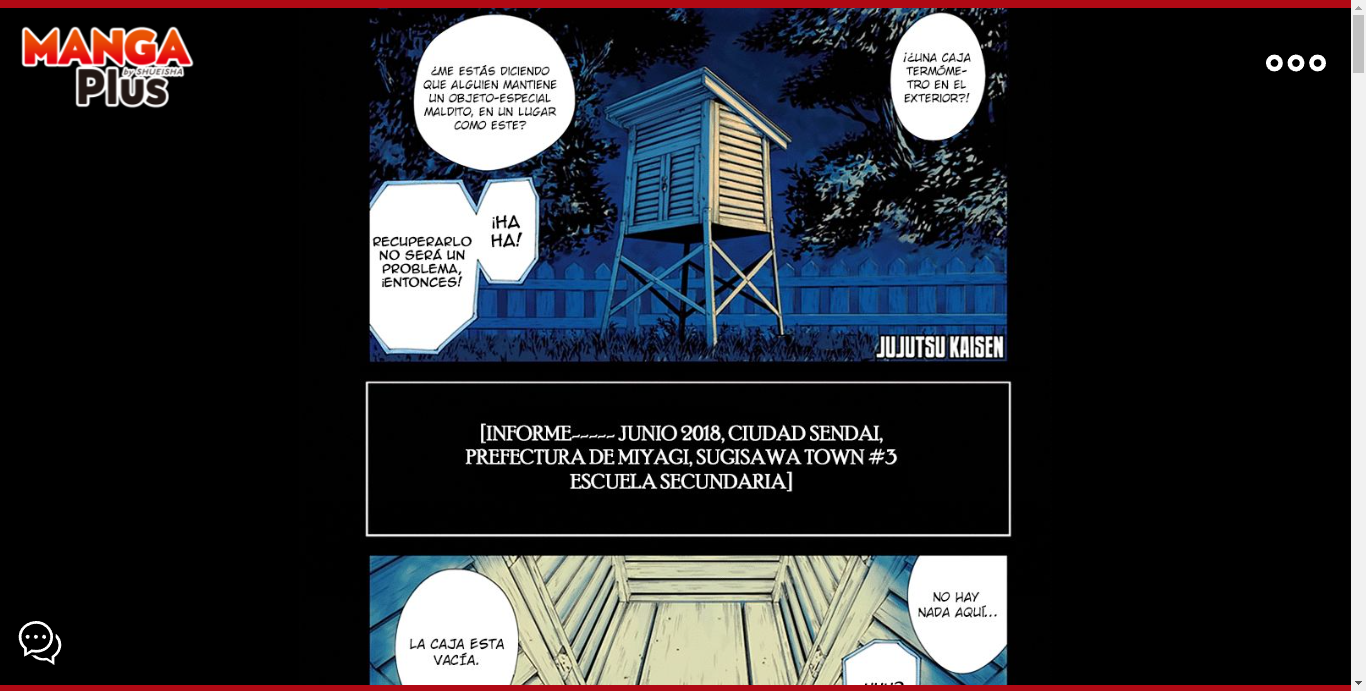 MANGA
by SHUEISHA
Plus
¡¿UNA CAJA
TERMÓME-
TRO EN EL
EXTERIOR?!
¿ME ESTÁS DICIENDO
QUE ALGUIEN MANTIENE
UN OBJETO-ESPECIAL
MALDITO, EN UN LUGAR
COMO ESTE?
¡HA
HA!
RECUPERARLO
NO SERÁ UN
PROBLEMA,
¡ENTONCES!
JUJUTSU KAISEN
[INFORME----- JUNIO 2018, CIUDAD SENDAI,
PREFECTURA DE MIYAGI, SUGISAWA TOWN #3
ESCUELA SECUNDARIA]
NO HAY
NADA AQUÍ...
LA CAJA ESTA
VACÍA.